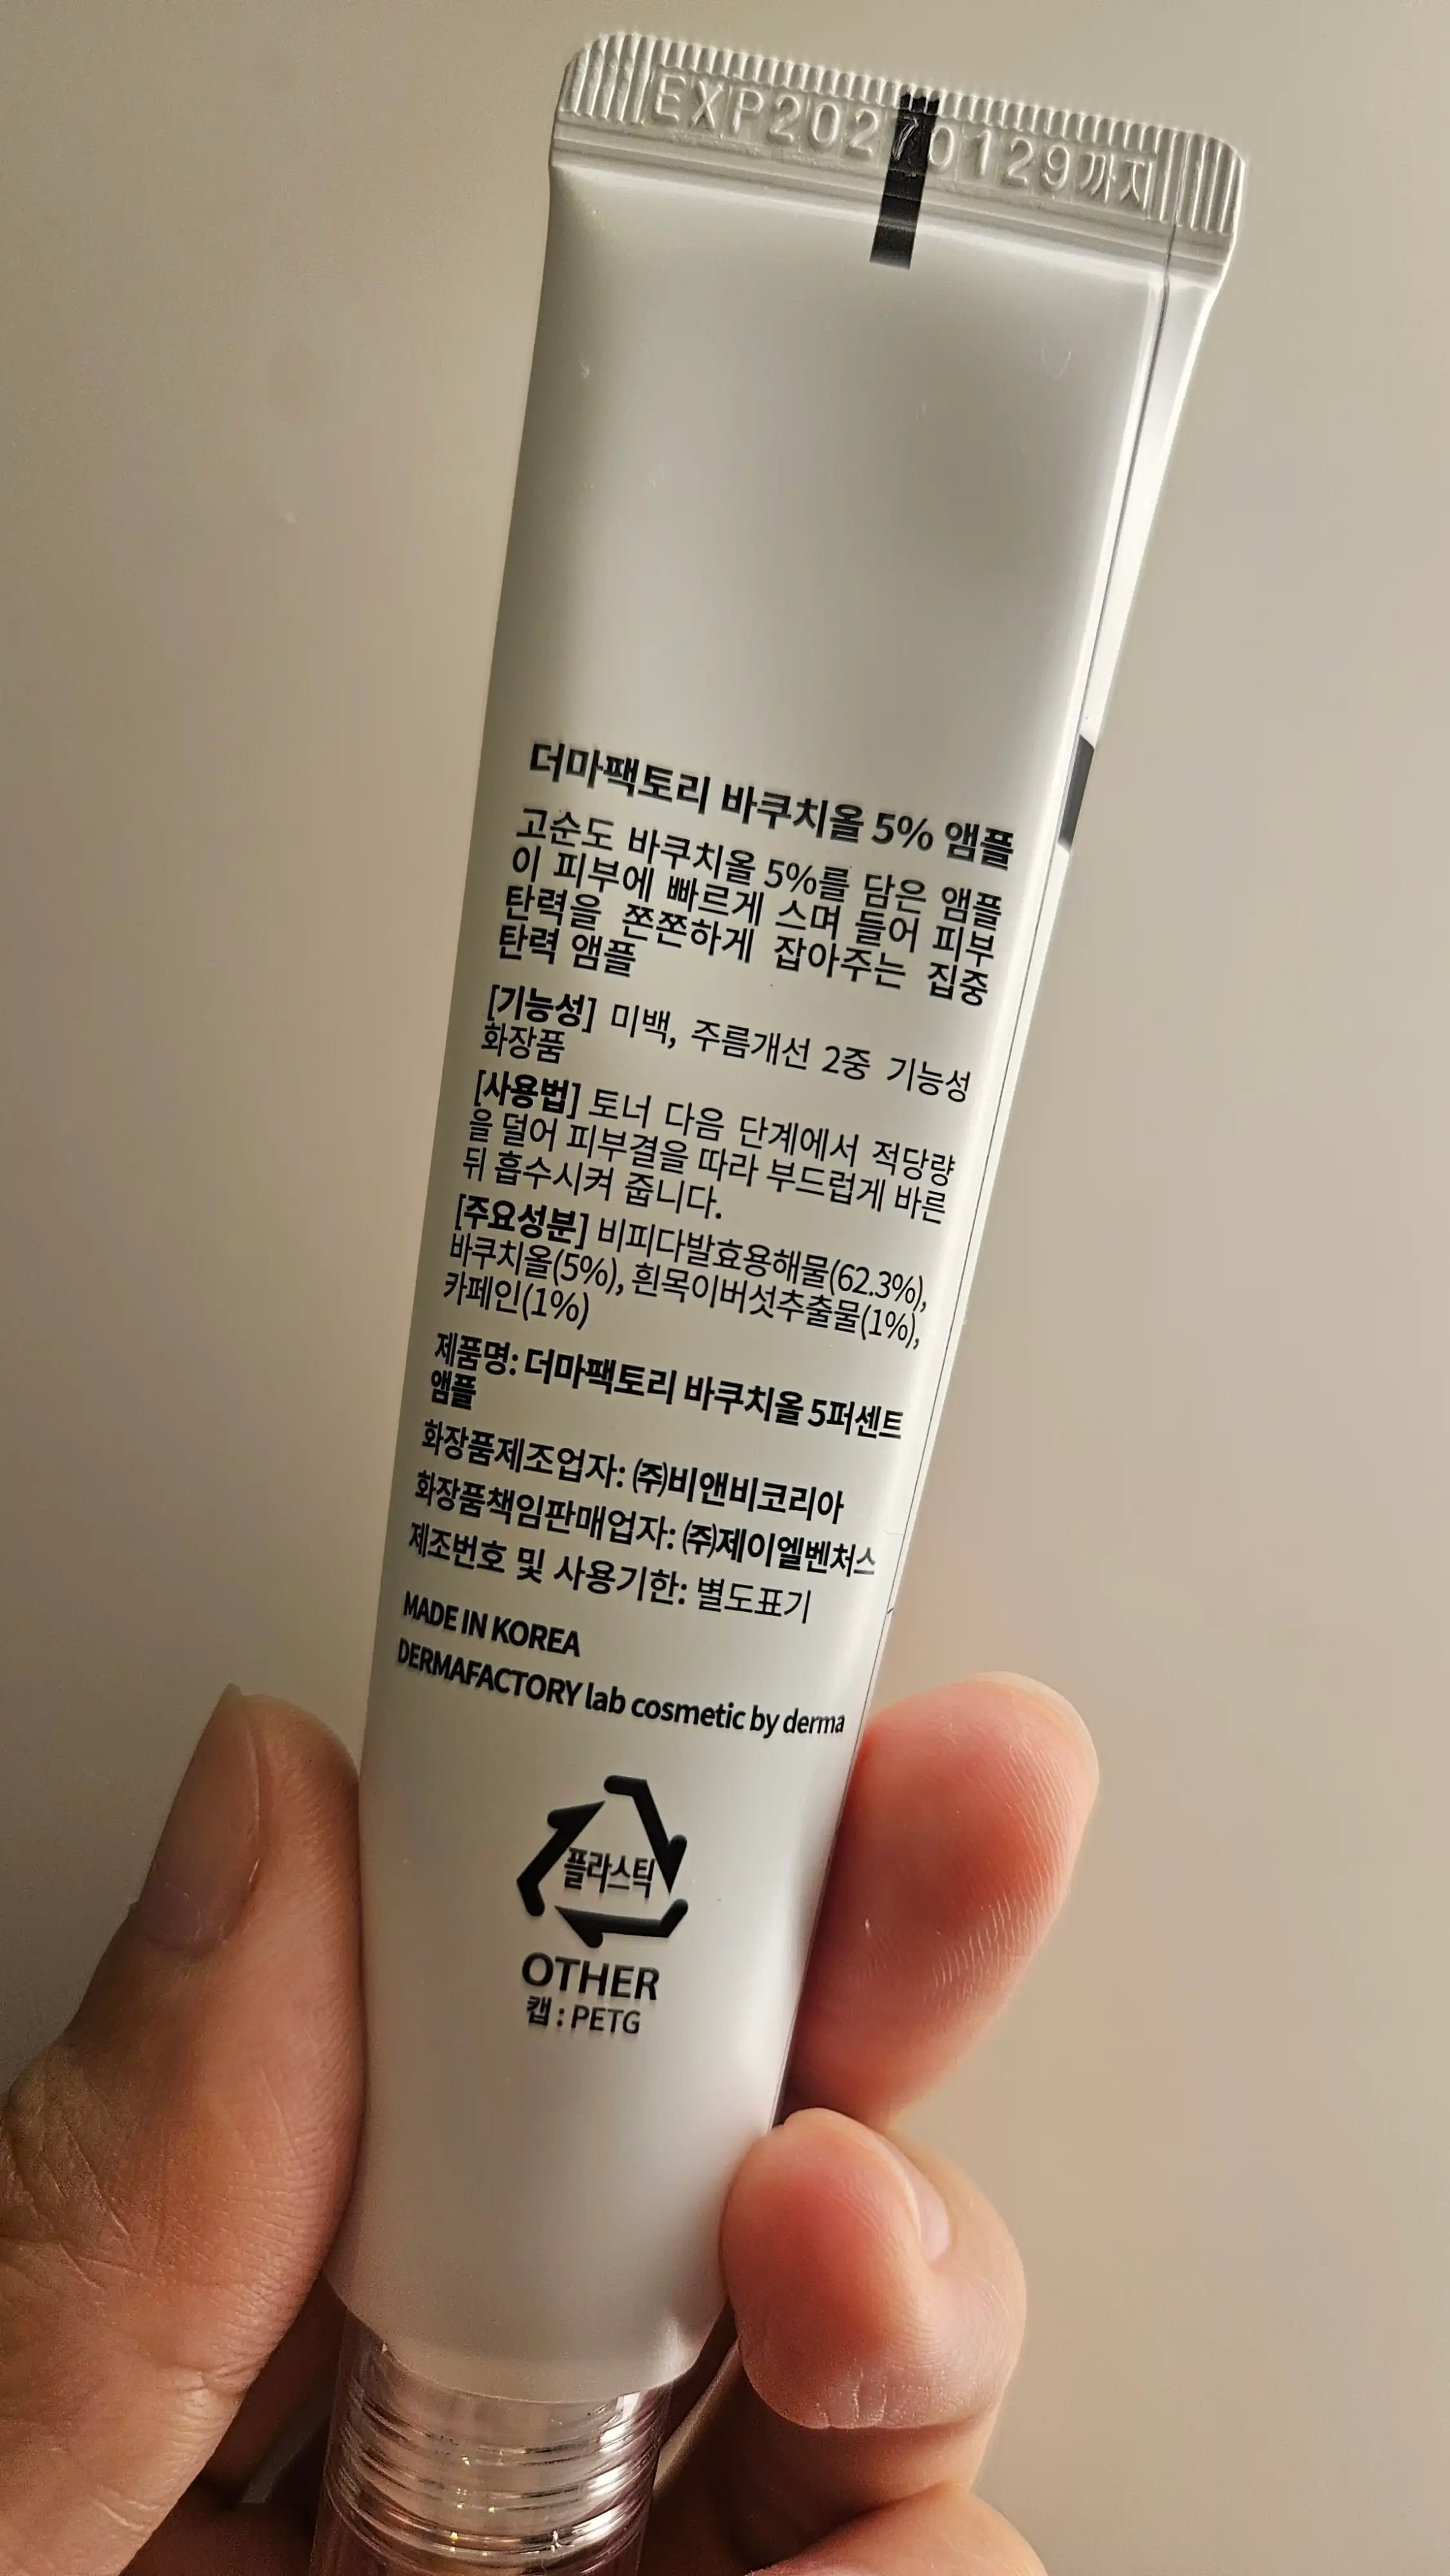 EXP20270129까지
더마팩토리 바쿠치올 5% 앰플
고순도 바쿠치올 5%를 담은 앰플
이 피부에 빠르게 스며 들어 피부
탄력을 쫀쫀하게 잡아주는 집중
탄력 앰플
[기능성] 미백, 주름개선 2중 기능성
화장품
[사용법] 토너 다음 단계에서 적당량
을 덜어 피부결을 따라 부드럽게 바른
뒤 흡수시켜 줍니다.
[주요성분] 비피다발효용해물(62.3%),
바쿠치올(5%), 흰목이버섯추출물(1%),
카페인(1%)
제품명: 더마팩토리 바쿠치올 5퍼센트
앰플
화장품제조업자: ㈜비앤비코리아
화장품책임판매업자: ㈜제이엘벤처스
제조번호 및 사용기한: 별도표기
MADE IN KOREA
DERMAFACTORY lab cosmetic by derma
플라스틱
OTHER
캡 : PETG